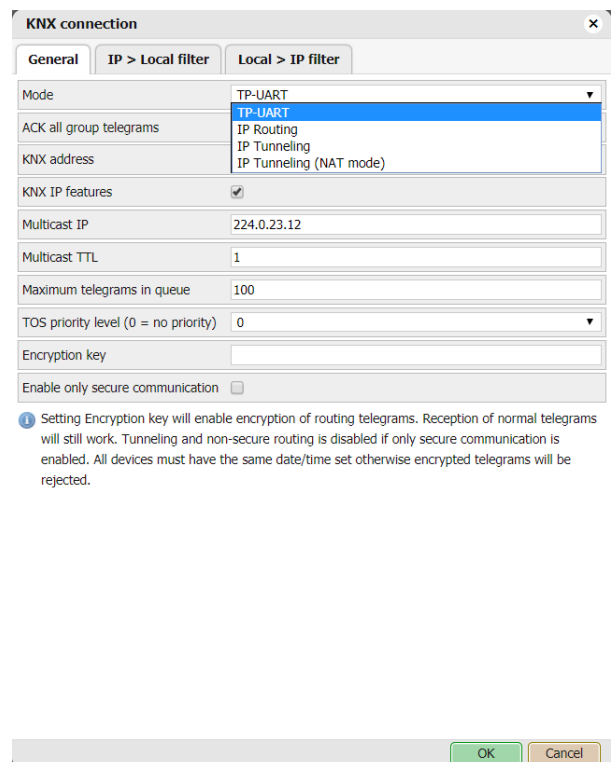 KNX connection
General IP > Local filter Local > IP filter
Mode TP-UART
TP-UART
ACK all group telegrams IP Routing
IP Tunneling
KNX address IP Tunneling (NAT mode)
KNX IP features
Multicast IP 224.0.23.12
Multicast TTL 1
Maximum telegrams in queue 100
TOS priority level (0 = no priority) 0
Encryption key
Enable only secure communication
Setting Encryption key will enable encryption of routing telegrams. Reception of normal telegrams
will still work. Tunneling and non-secure routing is disabled if only secure communication is
enabled. All devices must have the same date/time set otherwise encrypted telegrams will be
rejected.
OK Cancel